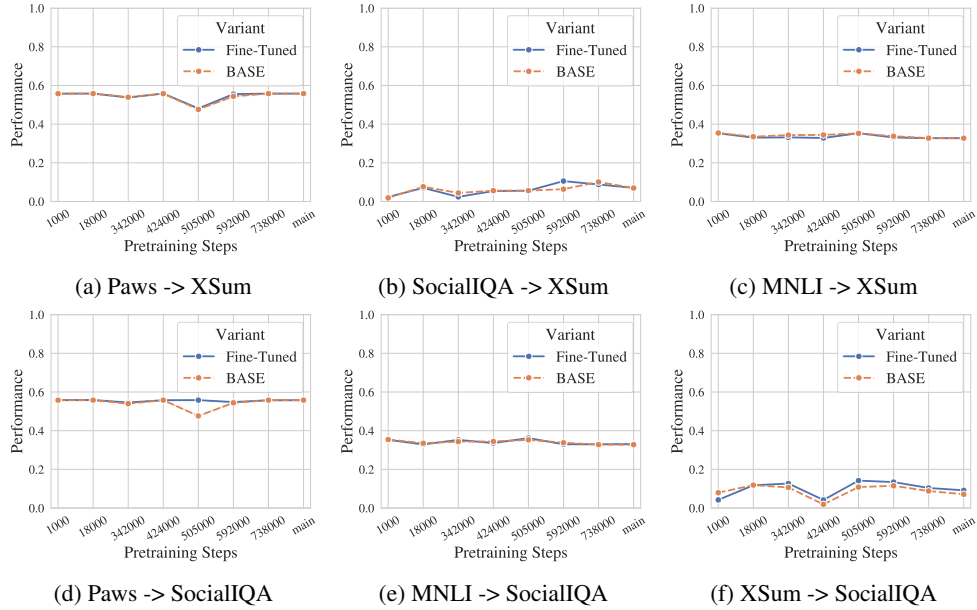 1.0
0.8
0.6
0.4
0.2
0.0
Performance
Variant
Fine-Tuned
BASE
1000
18000
342000
424000
505000
592000
738000
main
Pretraining Steps
(a) Paws -> XSum
1.0
0.8
0.6
0.4
0.2
0.0
Performance
Variant
Fine-Tuned
BASE
1000
18000
342000
424000
505000
592000
738000
main
Pretraining Steps
(b) SocialIQA -> XSum
1.0
0.8
0.6
0.4
0.2
0.0
Performance
Variant
Fine-Tuned
BASE
1000
18000
342000
424000
505000
592000
738000
main
Pretraining Steps
(c) MNLI -> XSum
1.0
0.8
0.6
0.4
0.2
0.0
Performance
Variant
Fine-Tuned
BASE
1000
18000
342000
424000
505000
592000
738000
main
Pretraining Steps
(d) Paws -> SocialIQA
1.0
0.8
0.6
0.4
0.2
0.0
Performance
Variant
Fine-Tuned
BASE
1000
18000
342000
424000
505000
592000
738000
main
Pretraining Steps
(e) MNLI -> SocialIQA
1.0
0.8
0.6
0.4
0.2
0.0
Performance
Variant
Fine-Tuned
BASE
1000
18000
342000
424000
505000
592000
738000
main
Pretraining Steps
(f) XSum -> SocialIQA